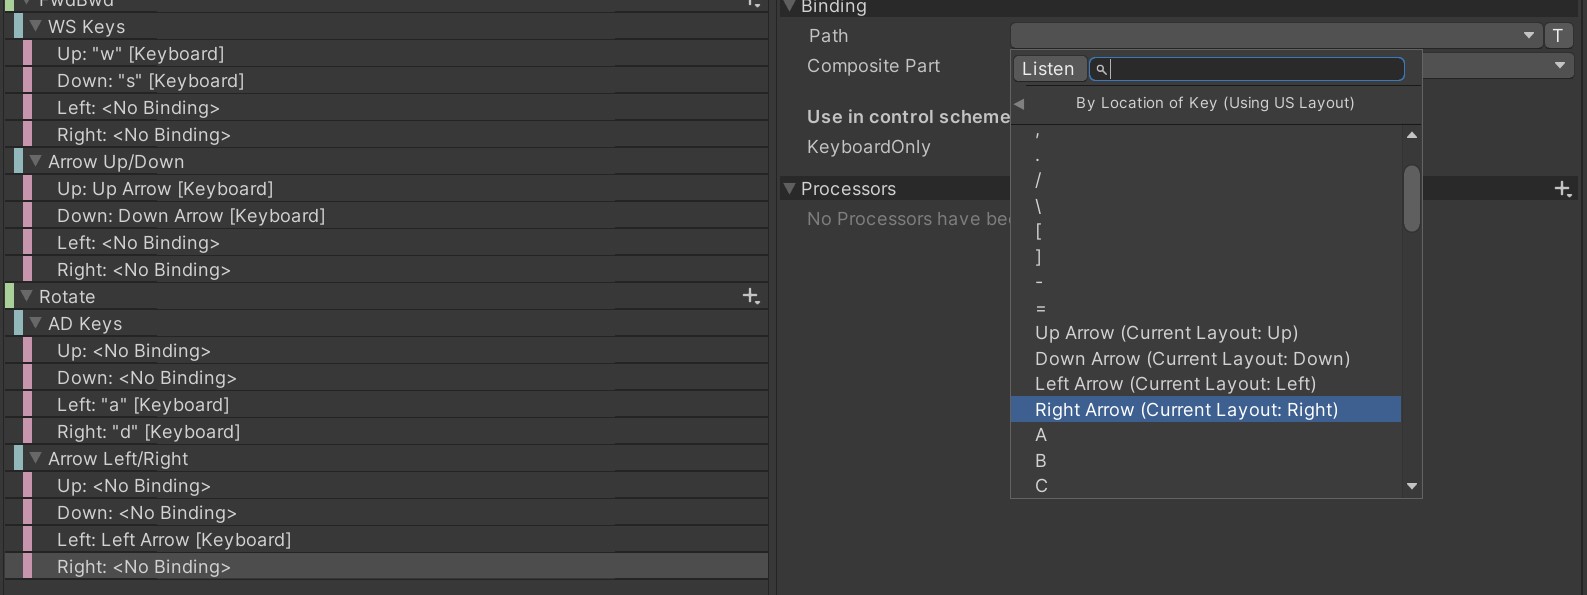 FwdBwd
WS Keys
Up: "w" [Keyboard]
Down: "s" [Keyboard]
Left: <No Binding>
Right: <No Binding>
Arrow Up/Down
Up: Up Arrow [Keyboard]
Down: Down Arrow [Keyboard]
Left: <No Binding>
Right: <No Binding>
Rotate
AD Keys
Up: <No Binding>
Down: <No Binding>
Left: "a" [Keyboard]
Right: "d" [Keyboard]
Arrow Left/Right
Up: <No Binding>
Down: <No Binding>
Left: Left Arrow [Keyboard]
Right: <No Binding>
Binding
Path
T
Composite Part
Use in control scheme
KeyboardOnly
Processors
No Processors have
Listen
By Location of Key (Using US Layout)
,
.
/
\
[
]
-
=
Up Arrow (Current Layout: Up)
Down Arrow (Current Layout: Down)
Left Arrow (Current Layout: Left)
Right Arrow (Current Layout: Right)
A
B
C